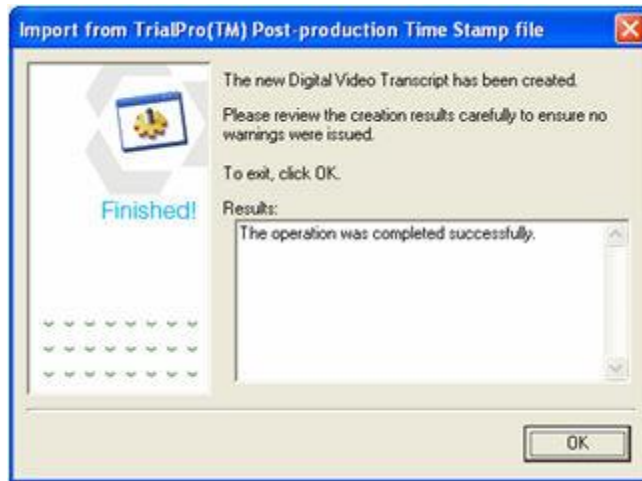 Import from TrialPro(TM) Post-production Time Stamp file
The new Digital Video Transcript has been created.
Please review the creation results carefully to ensure no
warnings were issued.
To exit, click OK.
Finished!
Results:
The operation was completed successfully.
OK